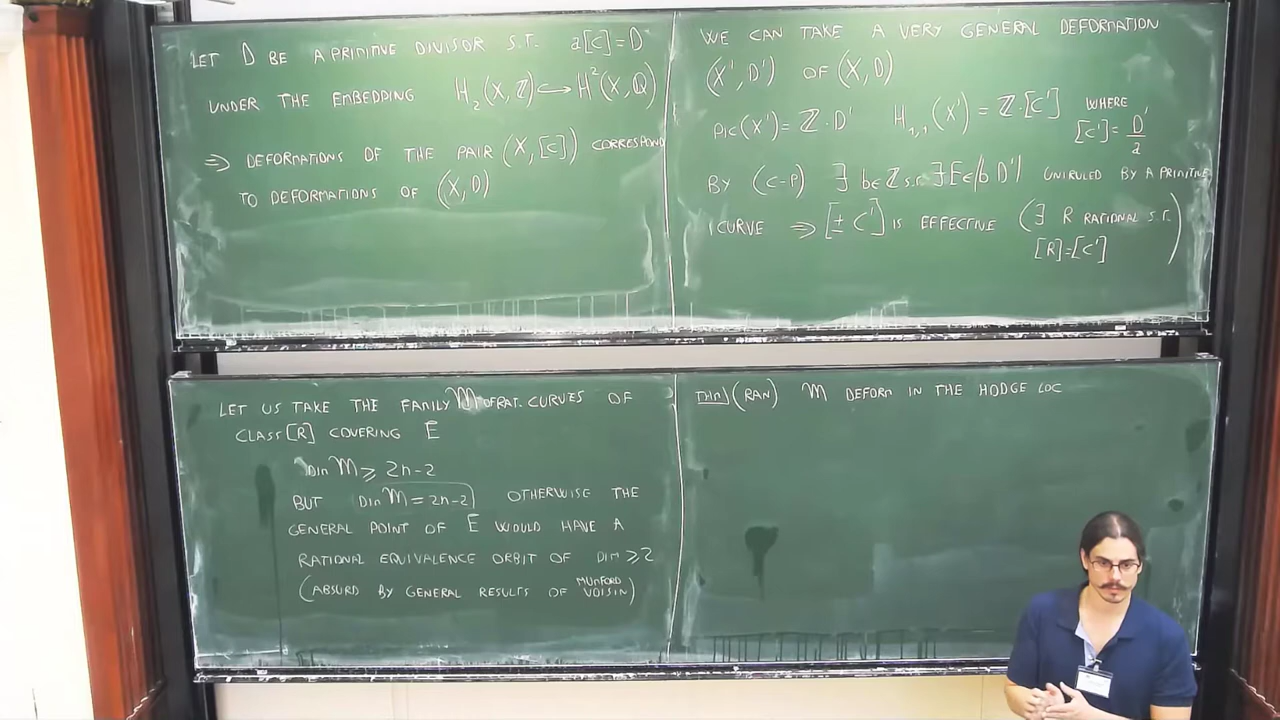 LET D BE A PRIMITIVE DIVISOR S.T. a[C]=D
UNDER THE EMBEDDING H₂(X,ℤ)↪H²(X,ℚ)
⇒ DEFORMATIONS OF THE PAIR (X,[C]) CORRESPOND
TO DEFORMATIONS OF (X,D)
WE CAN TAKE A VERY GENERAL DEFORMATION
(X',D') OF (X,D)
PIC(X')=ℤ·D' H₁,₁(X')=ℤ·[C'] WHERE
[C']=D'/a
BY (C-P) ∃ b∈ℤ s.t. ∃E∈|bD'| UNIRULED BY A PRIMITIVE
CURVE ⇒ [±C'] IS EFFECTIVE (∃ R RATIONAL S.T.
[R]=[C'])
LET US TAKE THE FAMILY M OF RAT. CURVES OF
CLASS [R] COVERING E
DIM M ≥ 2n-2
BUT DIM M = 2n-2 OTHERWISE THE
GENERAL POINT OF E WOULD HAVE A
RATIONAL EQUIVALENCE ORBIT OF DIM ≥2
(ABSURD BY GENERAL RESULTS OF MUMFORD VOISIN)
THM (RAN) M DEFORM IN THE HODGE LOC